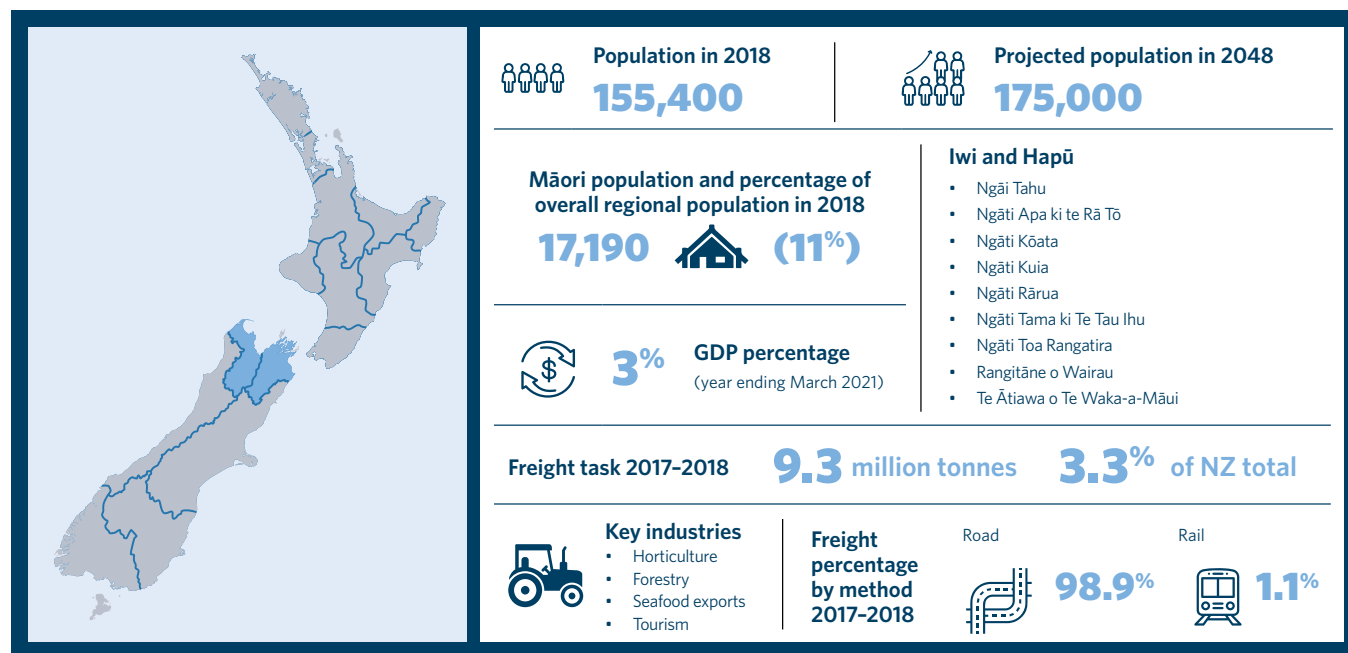 Population in 2018
155,400
Projected population in 2048
175,000
Māori population and percentage of
overall regional population in 2018
17,190
(11%)
Iwi and Hapū
• Ngāi Tahu
• Ngāti Apa ki te Rā Tō
• Ngāti Kōata
• Ngāti Kuia
• Ngāti Rārua
• Ngāti Tama ki Te Tau Ihu
• Ngāti Toa Rangatira
• Rangitāne o Wairau
• Te Ātiawa o Te Waka-a-Māui
$
3%
GDP percentage
(year ending March 2021)
Freight task 2017–2018
9.3 million tonnes
3.3% of NZ total
Key industries
• Horticulture
• Forestry
• Seafood exports
• Tourism
Freight
percentage
by method
2017–2018
Road
98.9%
Rail
1.1%